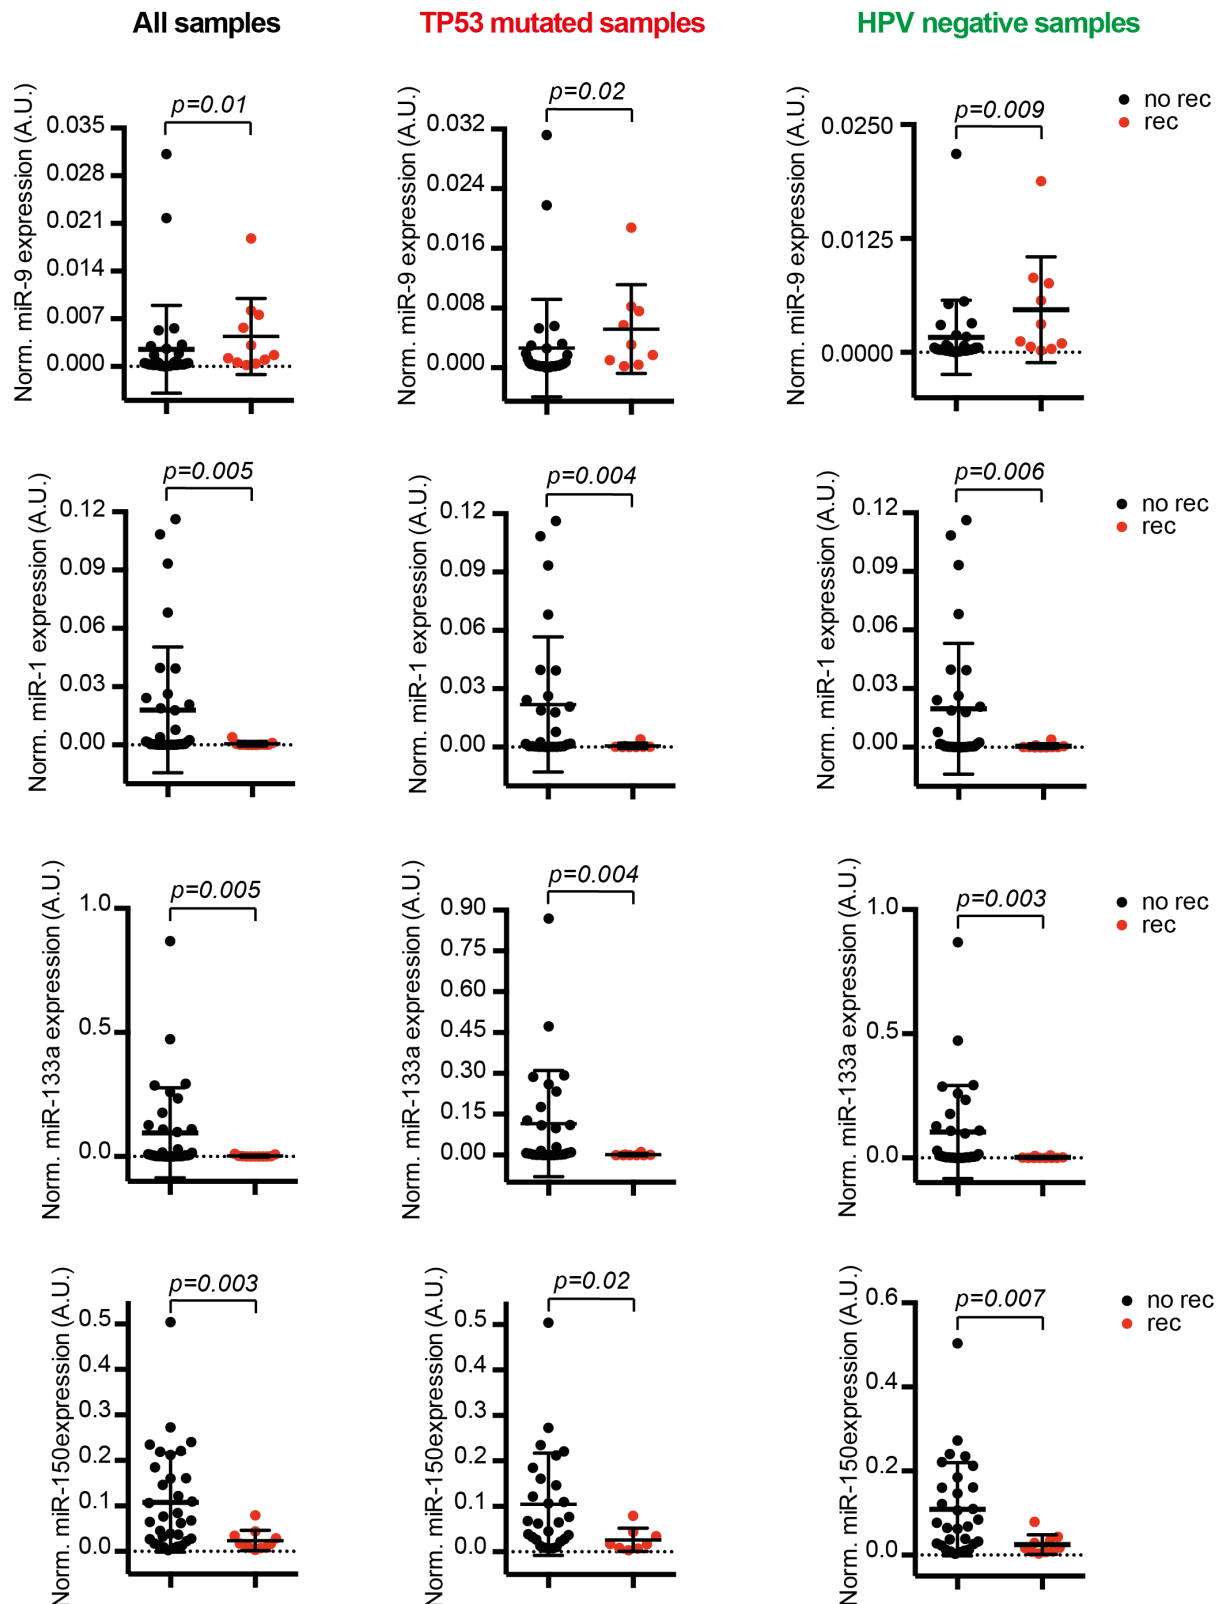 All samples
TP53 mutated samples
HPV negative samples
Norm. miR-9 expression (A.U.)
p=0.01
0.035
0.028
0.021
0.014
0.007
0.000
Norm. miR-9 expression (A.U.)
p=0.02
0.032
0.024
0.016
0.008
0.000
Norm. miR-9 expression (A.U.)
p=0.009
0.0250
0.0125
0.0000
no rec
rec
Norm. miR-1 expression (A.U.)
p=0.005
0.12
0.09
0.06
0.03
0.00
Norm. miR-1 expression (A.U.)
p=0.004
0.12
0.09
0.06
0.03
0.00
Norm. miR-1 expression (A.U.)
p=0.006
0.12
0.09
0.06
0.03
0.00
no rec
rec
Norm. miR-133a expression (A.U.)
p=0.005
1.0
0.5
0.0
Norm. miR-133a expression (A.U.)
p=0.004
0.90
0.75
0.60
0.45
0.30
0.15
0.00
Norm. miR-133a expression (A.U.)
p=0.003
1.0
0.5
0.0
no rec
rec
Norm. miR-150expression (A.U.)
p=0.003
0.5
0.4
0.3
0.2
0.1
0.0
Norm. miR-150expression (A.U.)
p=0.02
0.5
0.4
0.3
0.2
0.1
0.0
Norm. miR-150expression (A.U.)
p=0.007
0.6
0.4
0.2
0.0
no rec
rec